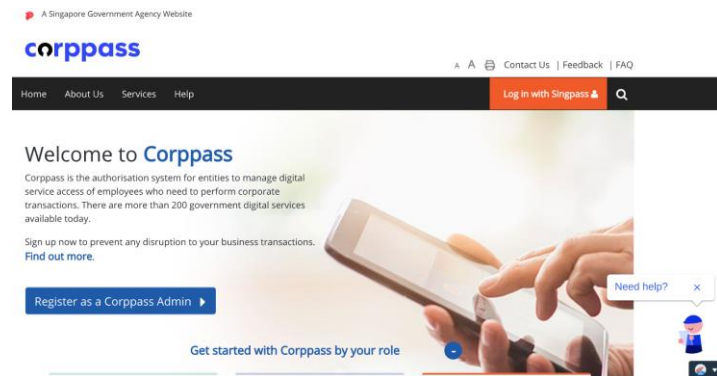 A Singapore Government Agency Website
corppass
A A Contact Us | Feedback | FAQ
Home About Us Services Help Log in with Singpass
Welcome to Corppass
Corppass is the authorisation system for entities to manage digital
service access of employees who need to perform corporate
transactions. There are more than 200 government digital services
available today.
Sign up now to prevent any disruption to your business transactions.
Find out more.
Need help? ×
Register as a Corppass Admin
Get started with Corppass by your role -